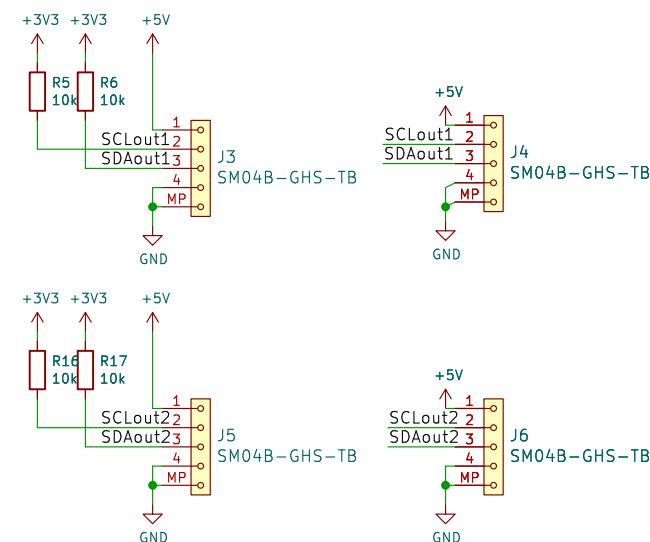 +3V3 +3V3 +5V
R5 R6
10k 10k
1
SCLout1 2
SDAout1 3
4
MP
J3
SM04B-GHS-TB
GND
+5V
1
SCLout1 2
SDAout1 3
4
MP
J4
SM04B-GHS-TB
GND
+3V3 +3V3 +5V
R16 R17
10k 10k
1
SCLout2 2
SDAout2 3
4
MP
J5
SM04B-GHS-TB
GND
+5V
1
SCLout2 2
SDAout2 3
4
MP
J6
SM04B-GHS-TB
GND